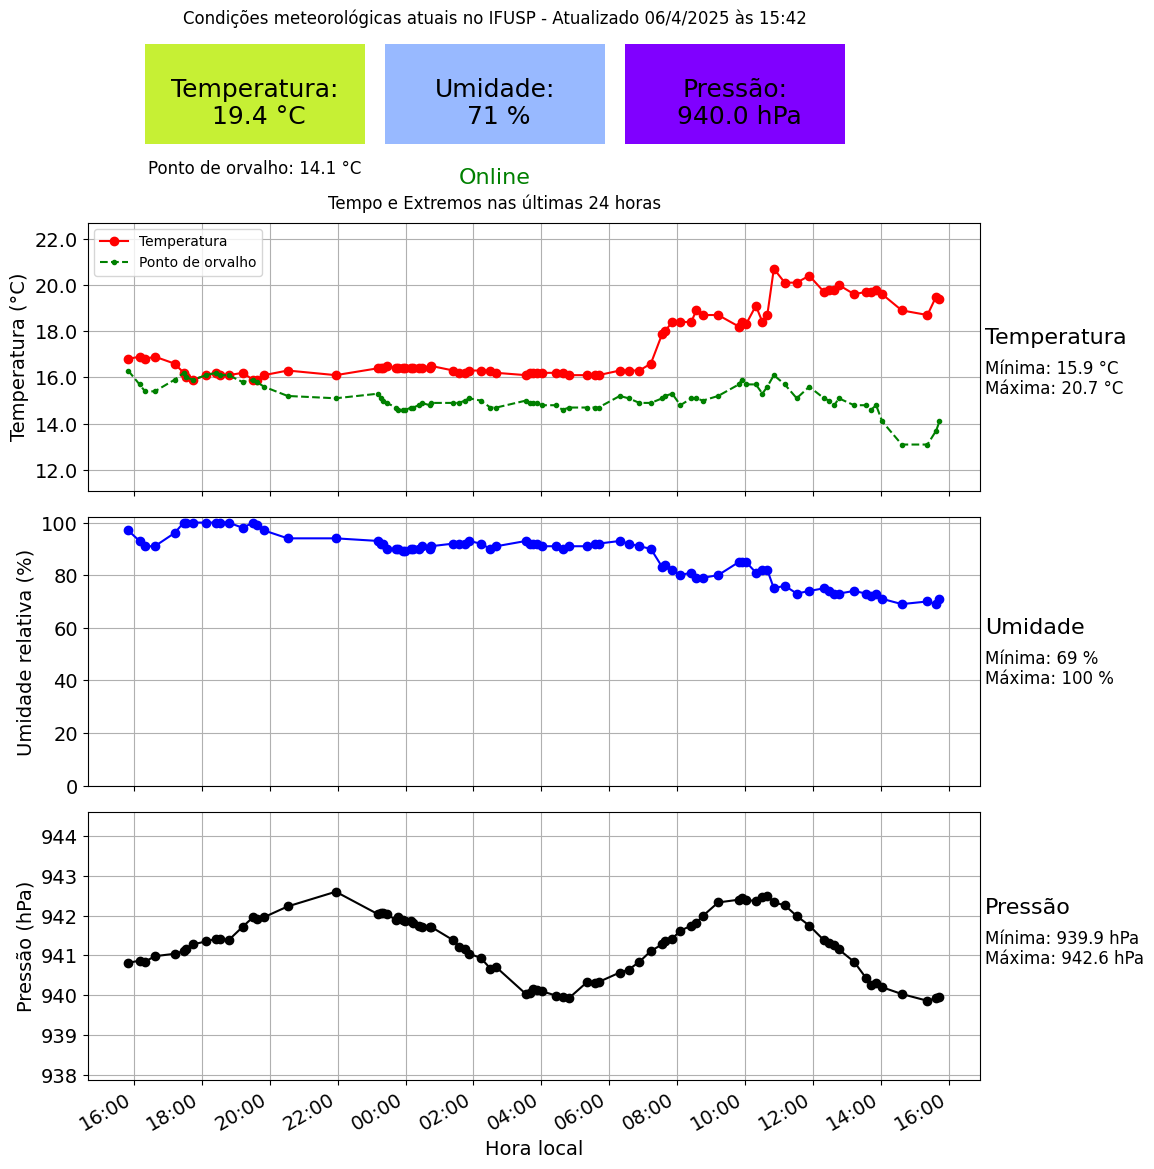 Condições meteorológicas atuais no IFUSP - Atualizado 06/4/2025 às 15:42
Temperatura:
19.4 °C
Umidade:
71 %
Pressão:
940.0 hPa
Ponto de orvalho: 14.1 °C
Online
Tempo e Extremos nas últimas 24 horas
Temperatura (°C)
22.0
20.0
18.0
16.0
14.0
12.0
Temperatura
Ponto de orvalho
Temperatura
Mínima: 15.9 °C
Máxima: 20.7 °C
Umidade relativa (%)
100
80
60
40
20
0
Umidade
Mínima: 69 %
Máxima: 100 %
Pressão (hPa)
944
943
942
941
940
939
938
Pressão
Mínima: 939.9 hPa
Máxima: 942.6 hPa
16:00
18:00
20:00
22:00
00:00
02:00
04:00
06:00
08:00
10:00
12:00
14:00
16:00
Hora local